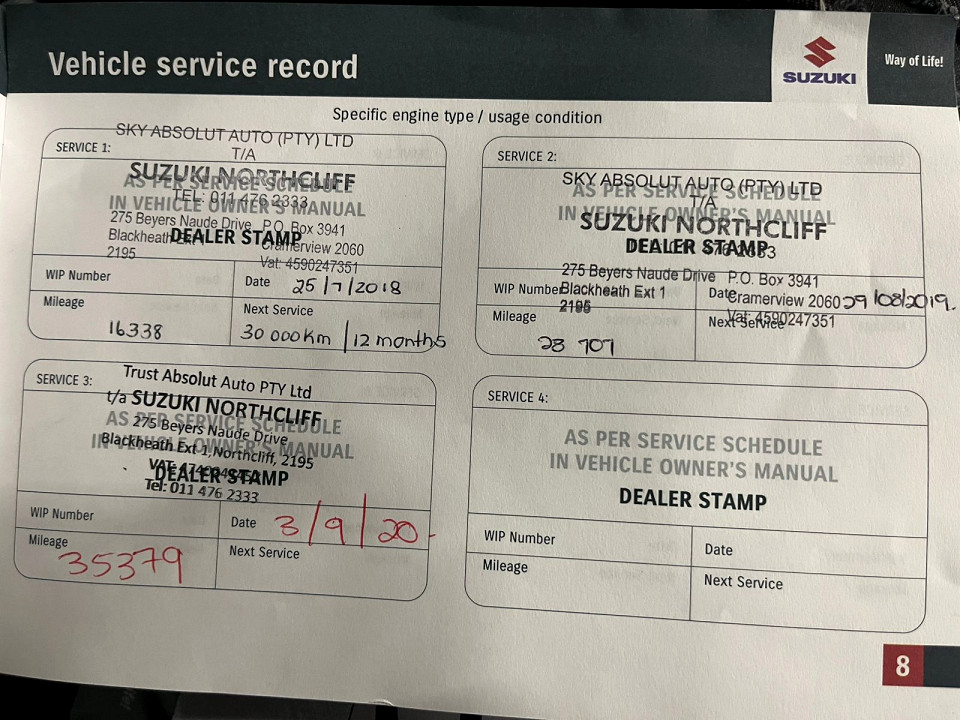 Vehicle service record
SUZUKI
Way of Life!
Specific engine type / usage condition
SERVICE 1:
SKY ABSOLUT AUTO (PTY) LTD
T/A
SUZUKI NORTHCLIFF
AS PER SERVICE SCHEDULE
TEL: 011 476 2333
IN VEHICLE OWNER'S MANUAL
275 Beyers Naude Drive P.O. Box 3941
DEALER STAMP
Blackheath Ext 1 Cramerview 2060
2195 Vat: 4590247351
WIP Number
Date 25/7/2018
Mileage
16338
Next Service
30 000km / 12 months
SERVICE 2:
SKY ABSOLUT AUTO (PTY) LTD
AS PER SERVICE SCHEDULE
T/A
IN VEHICLE OWNER'S MANUAL
SUZUKI NORTHCLIFF
DEALER STAMP
275 Beyers Naude Drive P.O. Box 3941
Blackheath Ext 1 Cramerview 2060
2195 Vat: 4590247351
WIP Number
Date 29/08/2019.
Mileage
28 707
Next Service
SERVICE 3:
Trust Absolut Auto PTY Ltd
t/a SUZUKI NORTHCLIFF
AS PER SERVICE SCHEDULE
275 Beyers Naude Drive
IN VEHICLE OWNER'S MANUAL
Blackheath Ext 1, Northcliff, 2195
DEALER STAMP
Tel: 011 476 2333
WIP Number
Date 3/9/20.
Mileage
35379
Next Service
SERVICE 4:
AS PER SERVICE SCHEDULE
IN VEHICLE OWNER'S MANUAL
DEALER STAMP
WIP Number
Date
Mileage
Next Service
8